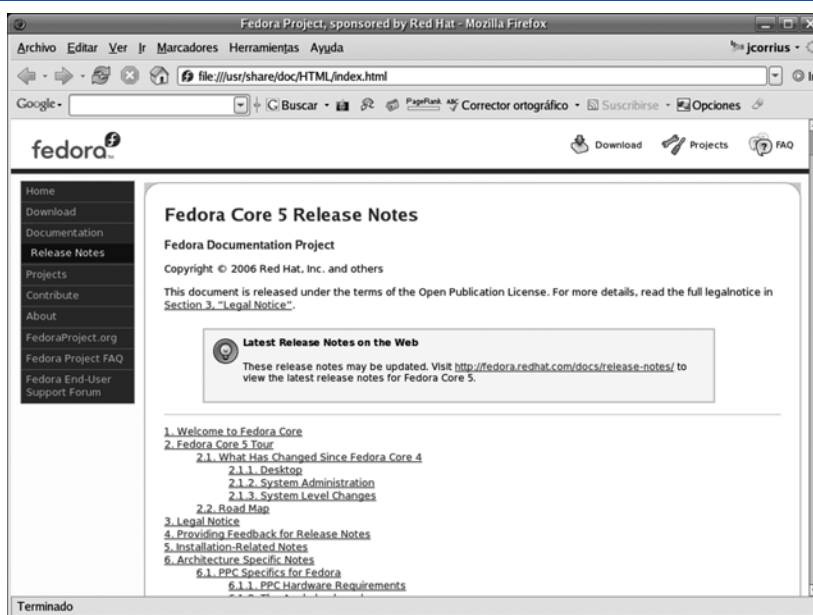 Fedora Project, sponsored by Red Hat - Mozilla Firefox
Archivo Editar Ver Ir Marcadores Herramientas Ayuda jcorrius
file:///usr/share/doc/HTML/index.html
Google Buscar PageRank ABC Corrector ortográfico Suscribirse Opciones
fedora
Download Projects FAQ
Home
Download
Documentation
Release Notes
Projects
Contribute
About
FedoraProject.org
Fedora Project FAQ
Fedora End-User
Support Forum
Fedora Core 5 Release Notes
Fedora Documentation Project
Copyright © 2006 Red Hat, Inc. and others
This document is released under the terms of the Open Publication License. For more details, read the full legalnotice in
Section 3, “Legal Notice”.
Latest Release Notes on the Web
These release notes may be updated. Visit http://fedora.redhat.com/docs/release-notes/ to
view the latest release notes for Fedora Core 5.
1. Welcome to Fedora Core
2. Fedora Core 5 Tour
2.1. What Has Changed Since Fedora Core 4
2.1.1. Desktop
2.1.2. System Administration
2.1.3. System Level Changes
2.2. Road Map
3. Legal Notice
4. Providing Feedback for Release Notes
5. Installation-Related Notes
6. Architecture Specific Notes
6.1. PPC Specifics for Fedora
6.1.1. PPC Hardware Requirements
Terminado